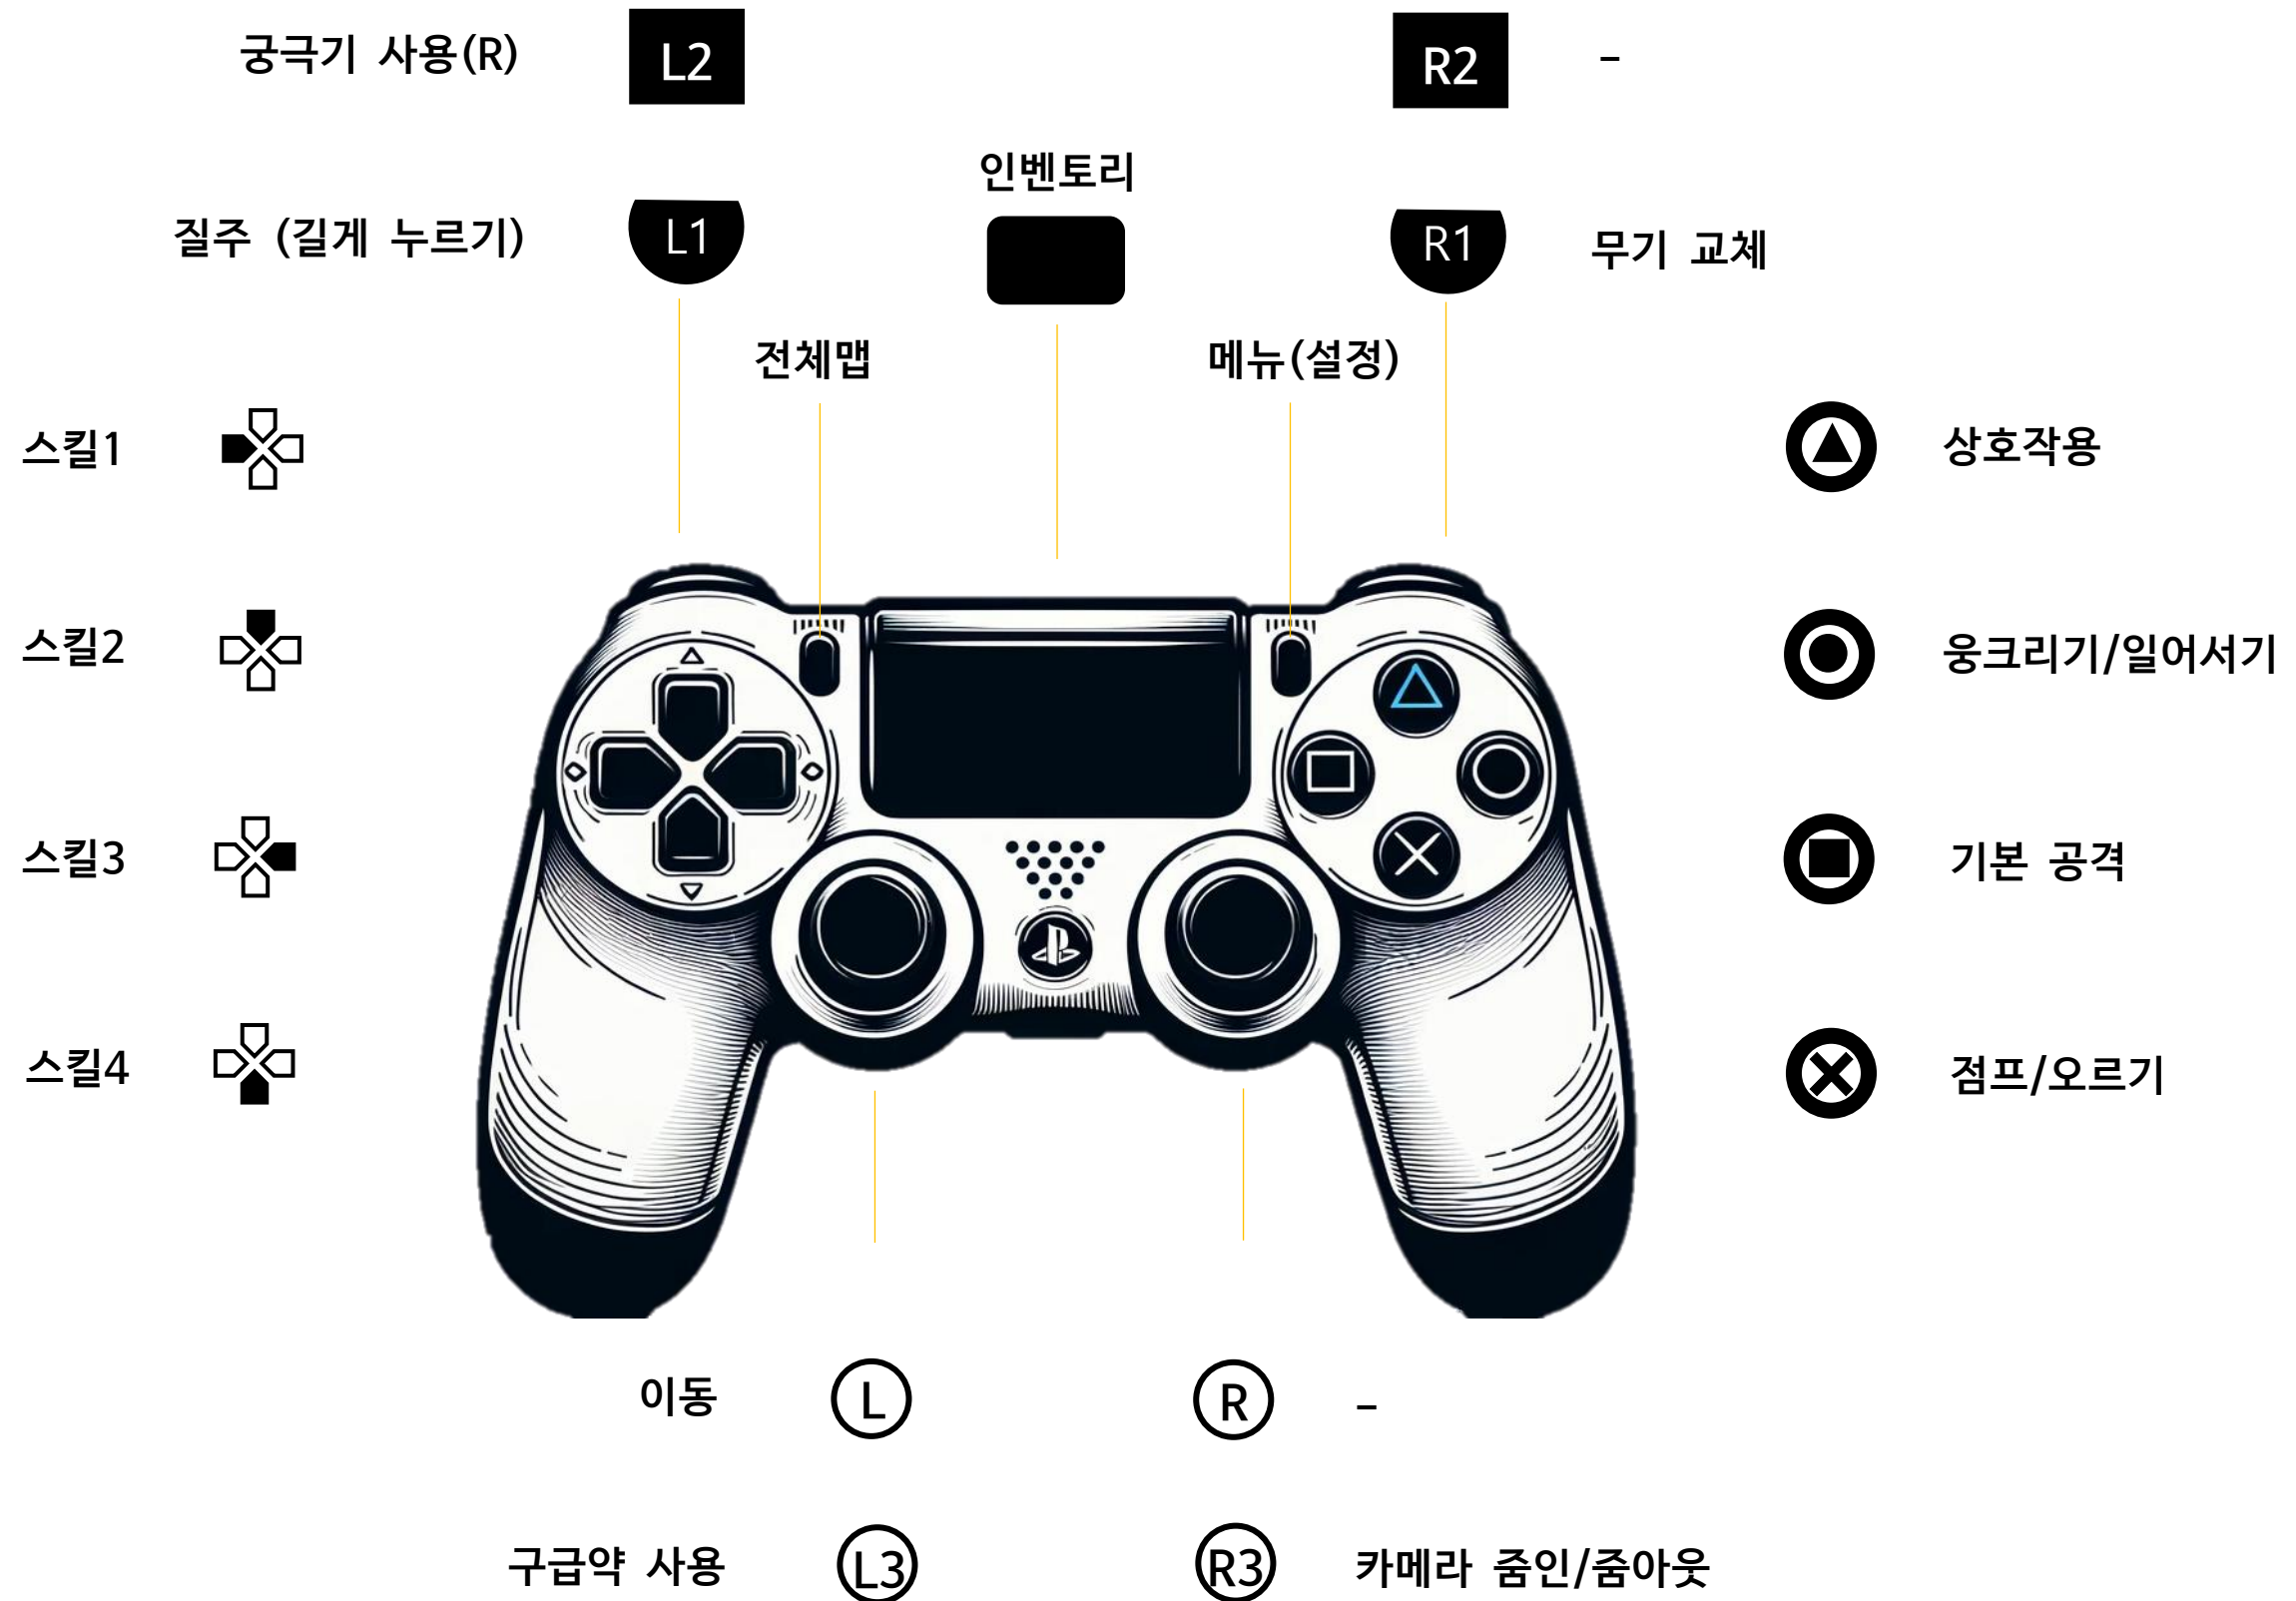 궁극기 사용(R) L2 R2 -
인벤토리
질주 (길게 누르기) L1 R1 무기 교체
전체맵 메뉴(설정)
스킬1 상호작용
스킬2 웅크리기/일어서기
스킬3 기본 공격
스킬4 점프/오르기
이동 L R -
구급약 사용 L3 R3 카메라 줌인/줌아웃